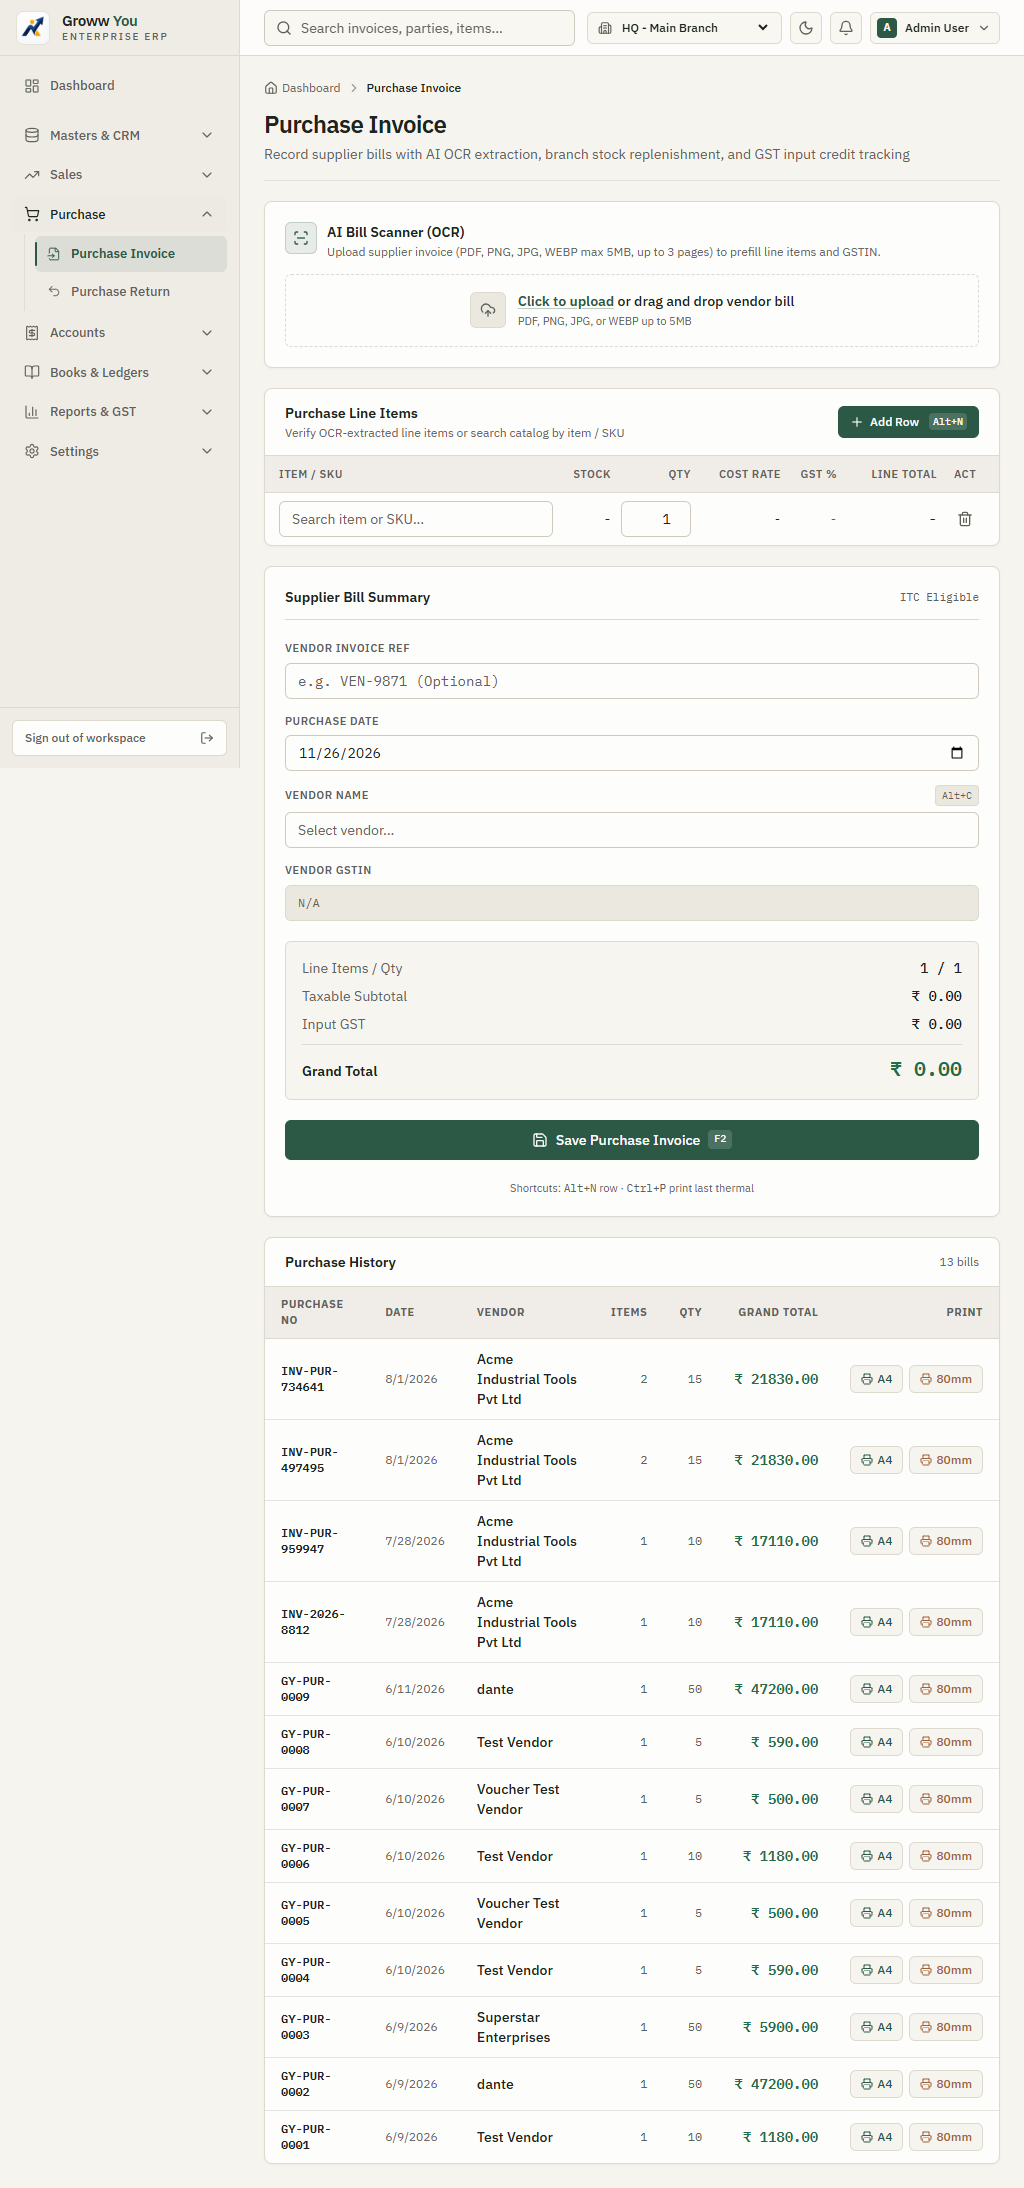 Groww You
ENTERPRISE ERP
Search invoices, parties, items...
HQ - Main Branch
A
Admin User
Dashboard
Masters & CRM
Sales
Purchase
Purchase Invoice
Purchase Return
Accounts
Books & Ledgers
Reports & GST
Settings
Sign out of workspace
Dashboard > Purchase Invoice
Purchase Invoice
Record supplier bills with AI OCR extraction, branch stock replenishment, and GST input credit tracking
AI Bill Scanner (OCR)
Upload supplier invoice (PDF, PNG, JPG, WEBP max 5MB, up to 3 pages) to prefill line items and GSTIN.
Click to upload or drag and drop vendor bill
PDF, PNG, JPG, or WEBP up to 5MB
Purchase Line Items
Verify OCR-extracted line items or search catalog by item / SKU
Add Row Alt+N
ITEM / SKU STOCK QTY COST RATE GST % LINE TOTAL ACT
Search item or SKU... - 1 - - -
Supplier Bill Summary
ITC Eligible
VENDOR INVOICE REF
e.g. VEN-9871 (Optional)
PURCHASE DATE
11/26/2026
VENDOR NAME
Alt+C
Select vendor...
VENDOR GSTIN
N/A
Line Items / Qty 1 / 1
Taxable Subtotal ₹ 0.00
Input GST ₹ 0.00
Grand Total ₹ 0.00
Save Purchase Invoice F2
Shortcuts: Alt+N row · Ctrl+P print last thermal
Purchase History
13 bills
PURCHASE
NO
DATE VENDOR ITEMS QTY GRAND TOTAL PRINT
INV-PUR-
734641
8/1/2026
Acme
Industrial Tools
Pvt Ltd
2 15 ₹ 21830.00 A4 80mm
INV-PUR-
497495
8/1/2026
Acme
Industrial Tools
Pvt Ltd
2 15 ₹ 21830.00 A4 80mm
INV-PUR-
959947
7/28/2026
Acme
Industrial Tools
Pvt Ltd
1 10 ₹ 17110.00 A4 80mm
INV-2026-
8812
7/28/2026
Acme
Industrial Tools
Pvt Ltd
1 10 ₹ 17110.00 A4 80mm
GY-PUR-
0009
6/11/2026 dante 1 50 ₹ 47200.00 A4 80mm
GY-PUR-
0008
6/10/2026 Test Vendor 1 5 ₹ 590.00 A4 80mm
GY-PUR-
0007
6/10/2026
Voucher Test
Vendor
1 5 ₹ 500.00 A4 80mm
GY-PUR-
0006
6/10/2026 Test Vendor 1 10 ₹ 1180.00 A4 80mm
GY-PUR-
0005
6/10/2026
Voucher Test
Vendor
1 5 ₹ 500.00 A4 80mm
GY-PUR-
0004
6/10/2026 Test Vendor 1 5 ₹ 590.00 A4 80mm
GY-PUR-
0003
6/9/2026
Superstar
Enterprises
1 50 ₹ 5900.00 A4 80mm
GY-PUR-
0002
6/9/2026 dante 1 50 ₹ 47200.00 A4 80mm
GY-PUR-
0001
6/9/2026 Test Vendor 1 10 ₹ 1180.00 A4 80mm